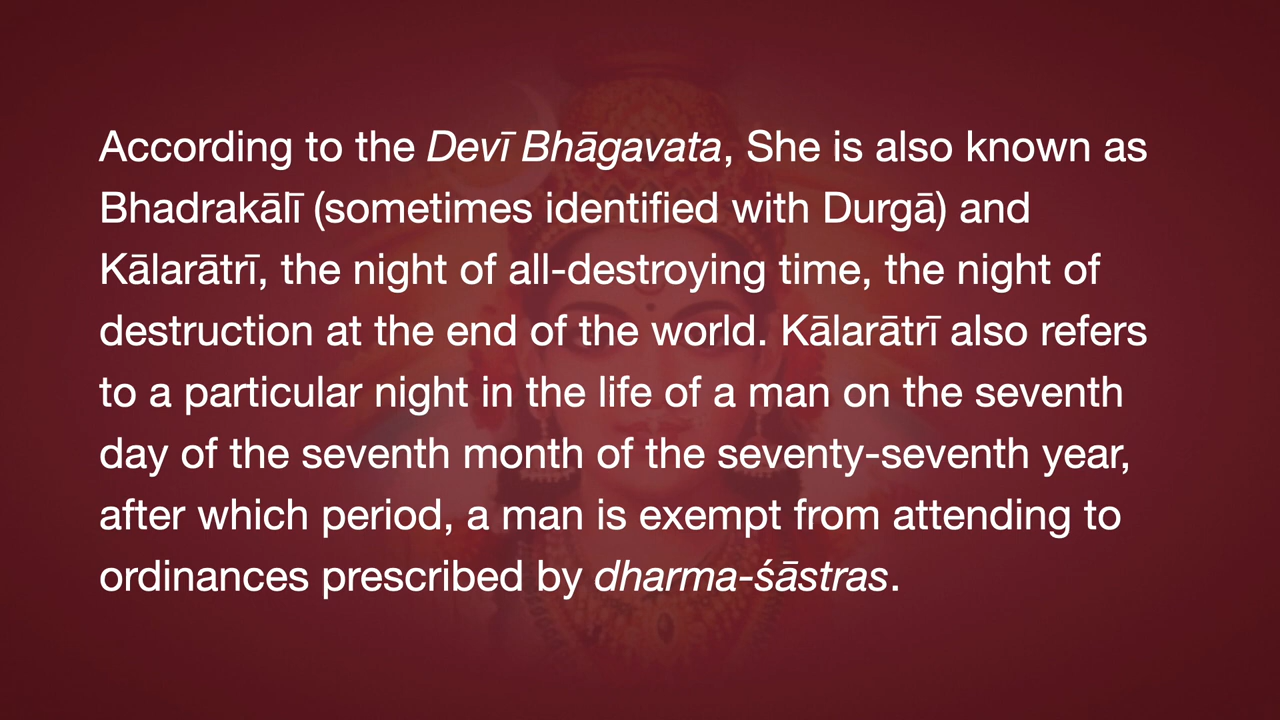 According to the Devī Bhāgavata, She is also known as
Bhadrakālī (sometimes identified with Durgā) and
Kālarātrī, the night of all-destroying time, the night of
destruction at the end of the world. Kālarātrī also refers
to a particular night in the life of a man on the seventh
day of the seventh month of the seventy-seventh year,
after which period, a man is exempt from attending to
ordinances prescribed by dharma-śāstras.